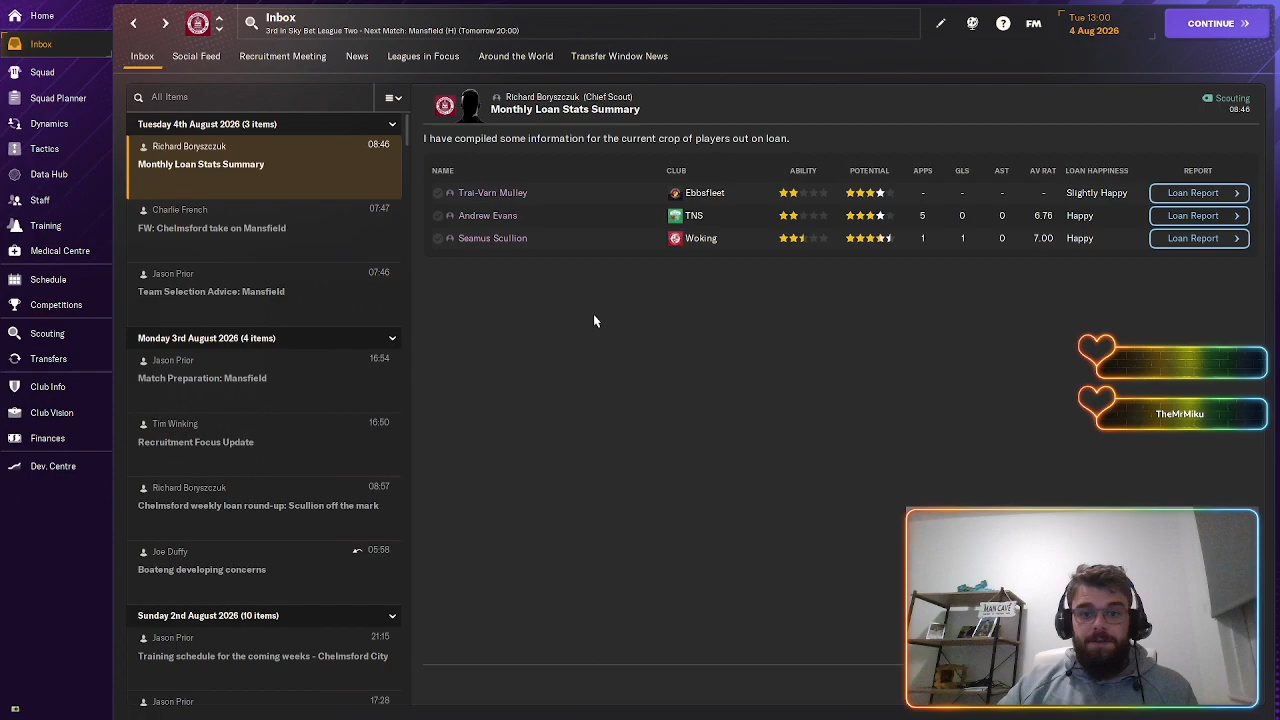 Home
Inbox
Squad
Squad Planner
Dynamics
Tactics
Data Hub
Staff
Training
Medical Centre
Schedule
Competitions
Scouting
Transfers
Club Info
Club Vision
Finances
Dev. Centre
Inbox
3rd in Sky Bet League Two - Next Match: Mansfield (H) (Tomorrow 20:00)
FM
Tue 13:00
4 Aug 2026
CONTINUE
Inbox Social Feed Recruitment Meeting News Leagues in Focus Around the World Transfer Window News
All Items
Tuesday 4th August 2026 (3 items)
Richard Boryszczuk 08:46
Monthly Loan Stats Summary
Charlie French 07:47
FW: Chelmsford take on Mansfield
Jason Prior 07:46
Team Selection Advice: Mansfield
Monday 3rd August 2026 (4 items)
Jason Prior 16:54
Match Preparation: Mansfield
Tim Winking 16:50
Recruitment Focus Update
Richard Boryszczuk 08:57
Chelmsford weekly loan round-up: Scullion off the mark
Joe Duffy 05:58
Boateng developing concerns
Sunday 2nd August 2026 (10 items)
Jason Prior 21:15
Training schedule for the coming weeks - Chelmsford City
Jason Prior 17:28
Richard Boryszczuk (Chief Scout)
Monthly Loan Stats Summary
Scouting
08:46
I have compiled some information for the current crop of players out on loan.
NAME CLUB ABILITY POTENTIAL APPS GLS AST AV RAT LOAN HAPPINESS REPORT
Trai-Varn Mulley Ebbsfleet - - - - Slightly Happy Loan Report
Andrew Evans TNS 5 0 0 6.76 Happy Loan Report
Seamus Scullion Woking 1 1 0 7.00 Happy Loan Report
TheMrMiku
MAN CAVE